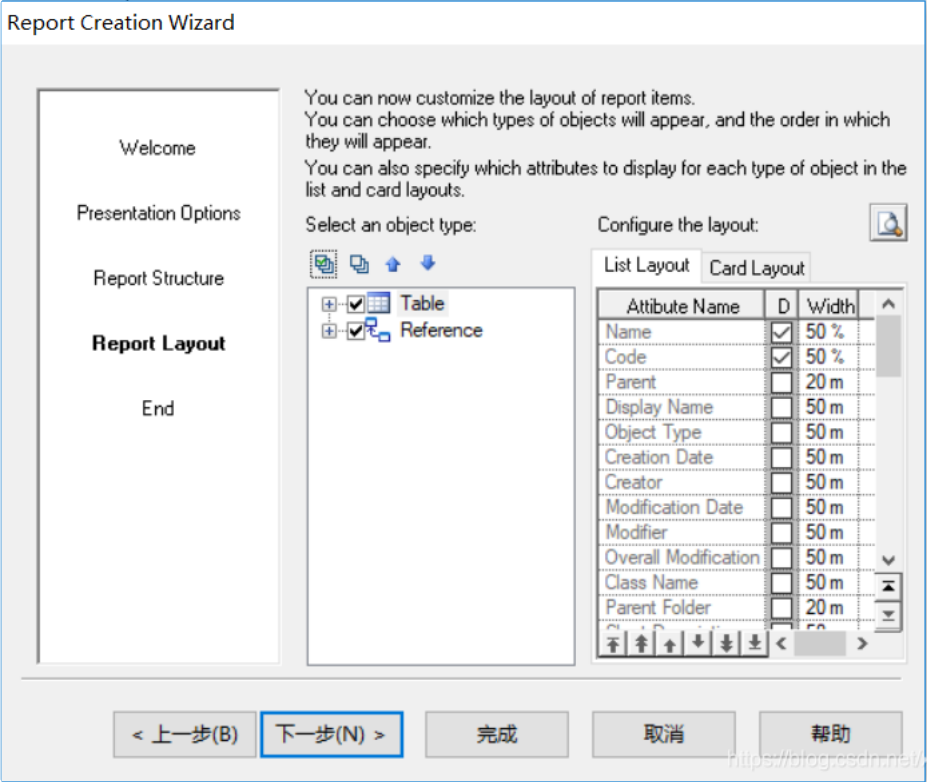 Report Creation Wizard
You can now customize the layout of report items.
You can choose which types of objects will appear, and the order in which
they will appear.
You can also specify which attributes to display for each type of object in the
list and card layouts.
Welcome
Presentation Options
Report Structure
Report Layout
End
Select an object type:
Table
Reference
Configure the layout:
List Layout Card Layout
Attibute Name D Width
Name 50 %
Code 50 %
Parent 20 m
Display Name 50 m
Object Type 50 m
Creation Date 50 m
Creator 50 m
Modification Date 50 m
Modifier 50 m
Overall Modification 50 m
Class Name 50 m
Parent Folder 20 m
< 上一步(B) 下一步(N) > 完成 取消 帮助
https://blog.csdn.net/